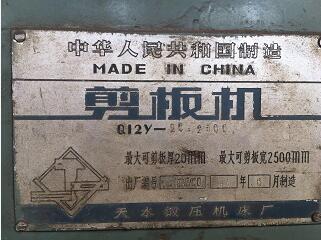 中华人民共和国制造
MADE IN CHINA
剪板机
Q12Y-
最大可剪板厚20mm 最大可剪板宽2500mm
出厂编号 年 月制造
天水锻压机床厂